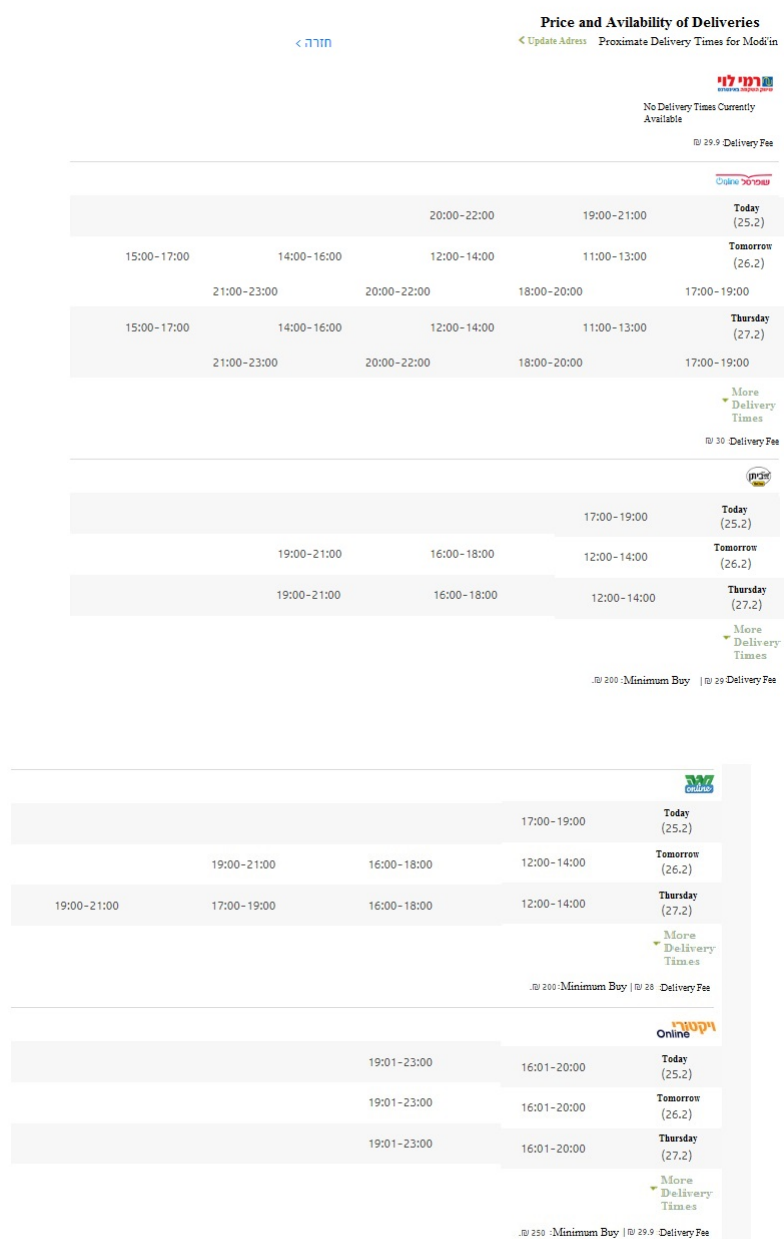 Price and Avilability of Deliveries
חזרה >
< Update Adress Proximate Delivery Times for Modi'in
רמי לוי
No Delivery Times Currently
Available
₪ 29.9 :Delivery Fee
שופרסל Online
20:00-22:00 19:00-21:00 Today
(25.2)
15:00-17:00 14:00-16:00 12:00-14:00 11:00-13:00 Tomorrow
(26.2)
21:00-23:00 20:00-22:00 18:00-20:00 17:00-19:00
15:00-17:00 14:00-16:00 12:00-14:00 11:00-13:00 Thursday
(27.2)
21:00-23:00 20:00-22:00 18:00-20:00 17:00-19:00
More
Delivery
Times
₪ 30 :Delivery Fee
17:00-19:00 Today
(25.2)
19:00-21:00 16:00-18:00 12:00-14:00 Tomorrow
(26.2)
19:00-21:00 16:00-18:00 12:00-14:00 Thursday
(27.2)
More
Delivery
Times
.₪ 200 :Minimum Buy | ₪ 29 :Delivery Fee
online
17:00-19:00 Today
(25.2)
19:00-21:00 16:00-18:00 12:00-14:00 Tomorrow
(26.2)
19:00-21:00 17:00-19:00 16:00-18:00 12:00-14:00 Thursday
(27.2)
More
Delivery
Times
.₪ 200 :Minimum Buy | ₪ 28 :Delivery Fee
ויקטורי
Online
19:01-23:00 16:01-20:00 Today
(25.2)
19:01-23:00 16:01-20:00 Tomorrow
(26.2)
19:01-23:00 16:01-20:00 Thursday
(27.2)
More
Delivery
Times
.₪ 250 :Minimum Buy | ₪ 29.9 :Delivery Fee